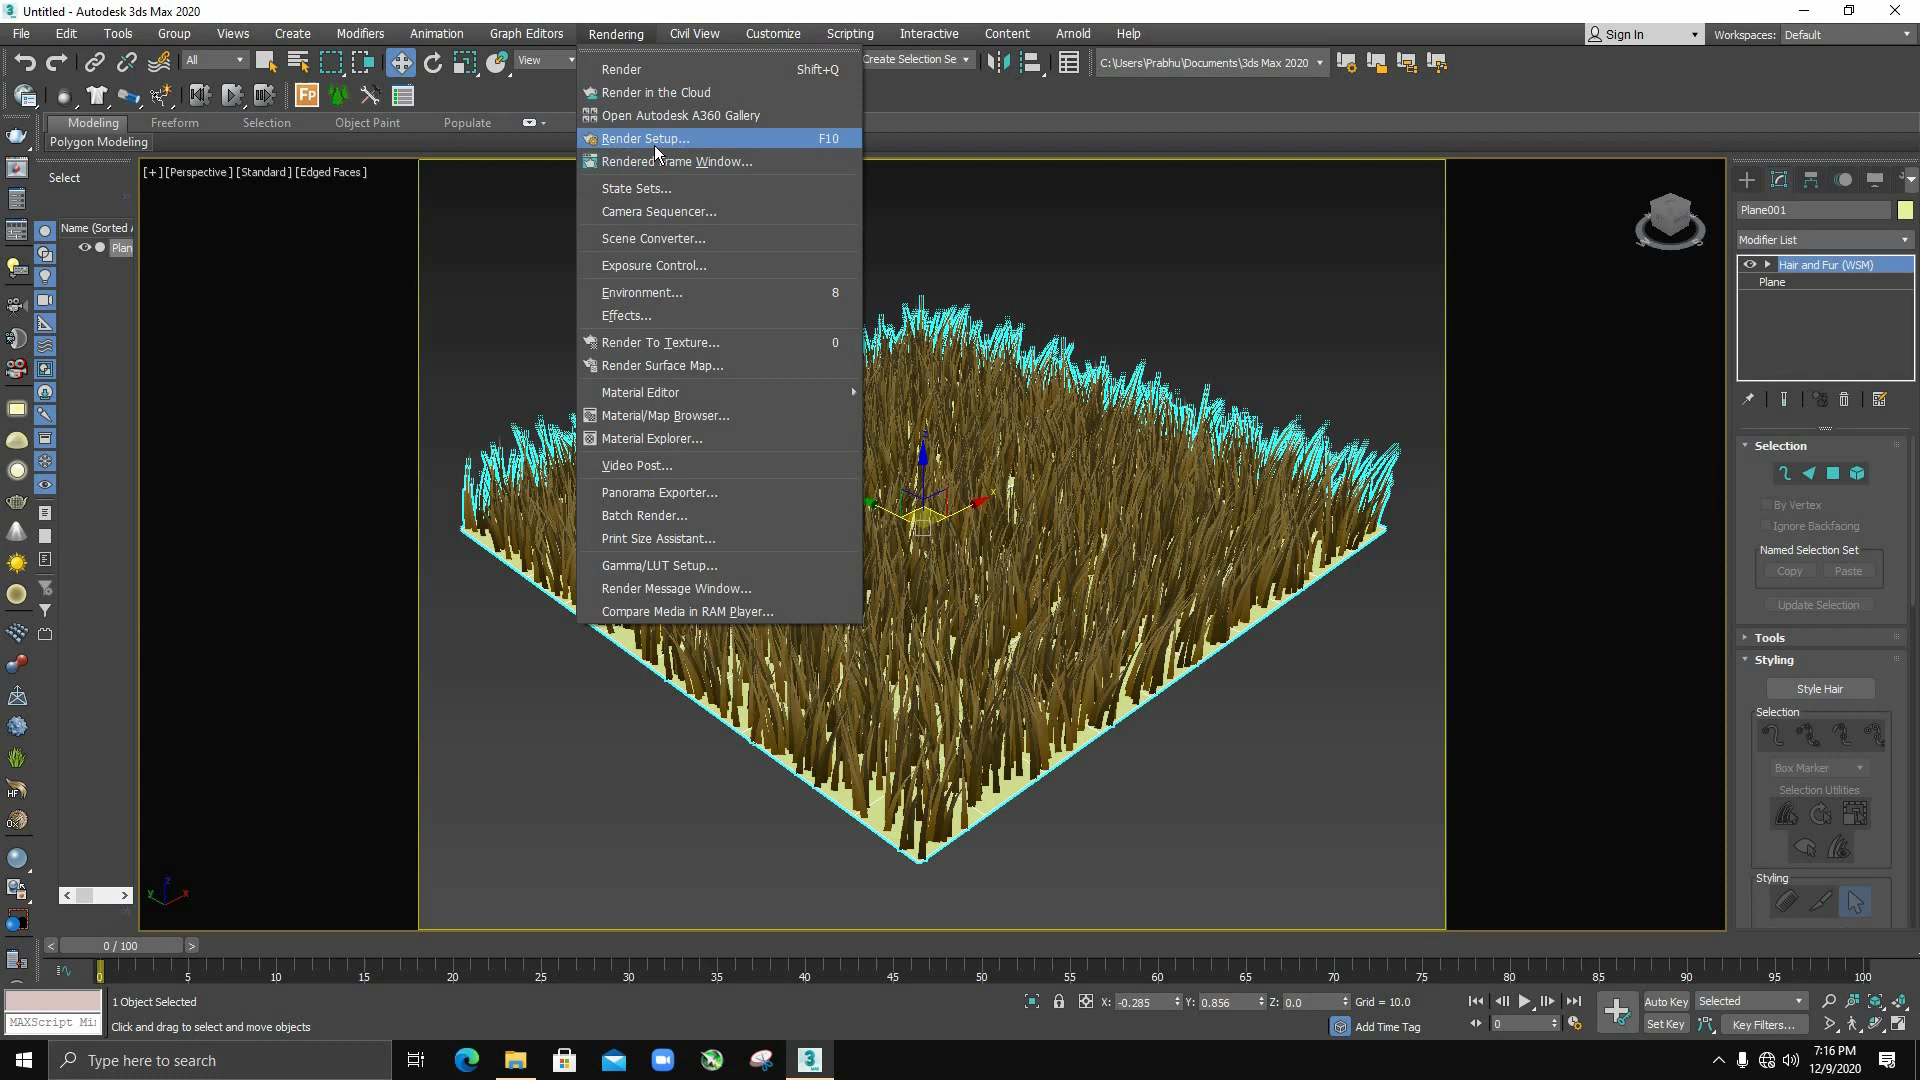 Untitled - Autodesk 3ds Max 2020
File Edit Tools Group Views Create Modifiers Animation Graph Editors Rendering Civil View Customize Scripting Interactive Content Arnold Help
Sign In Workspaces: Default
All View Create Selection Se C:\Users\Prabhu\Documents\3ds Max 2020
Fp
Modeling Freeform Selection Object Paint Populate
Polygon Modeling
Render Shift+Q
Render in the Cloud
Open Autodesk A360 Gallery
Render Setup... F10
Rendered Frame Window...
State Sets...
Camera Sequencer...
Scene Converter...
Exposure Control...
Environment... 8
Effects...
Render To Texture... 0
Render Surface Map...
Material Editor
Material/Map Browser...
Material Explorer...
Video Post...
Panorama Exporter...
Batch Render...
Print Size Assistant...
Gamma/LUT Setup...
Render Message Window...
Compare Media in RAM Player...
Select
Name (Sorted A
Plan
[+] [Perspective] [Standard] [Edged Faces]
z
x
z
y
x
Plane001
Modifier List
Hair and Fur (WSM)
Plane
Selection
By Vertex
Ignore Backfacing
Named Selection Set
Copy Paste
Update Selection
Tools
Styling
Style Hair
Selection
Box Marker
Selection Utilities
Styling
HF
0 / 100
0 5 10 15 20 25 30 35 40 45 50 55 60 65 70 75 80 85 90 95 100
1 Object Selected
X: -0.285 Y: 0.856 Z: 0.0 Grid = 10.0
Auto Key Selected
MAXScript Mi
Click and drag to select and move objects
Add Time Tag
0
Set Key Key Filters...
Type here to search
3
MAX
7:16 PM
12/9/2020